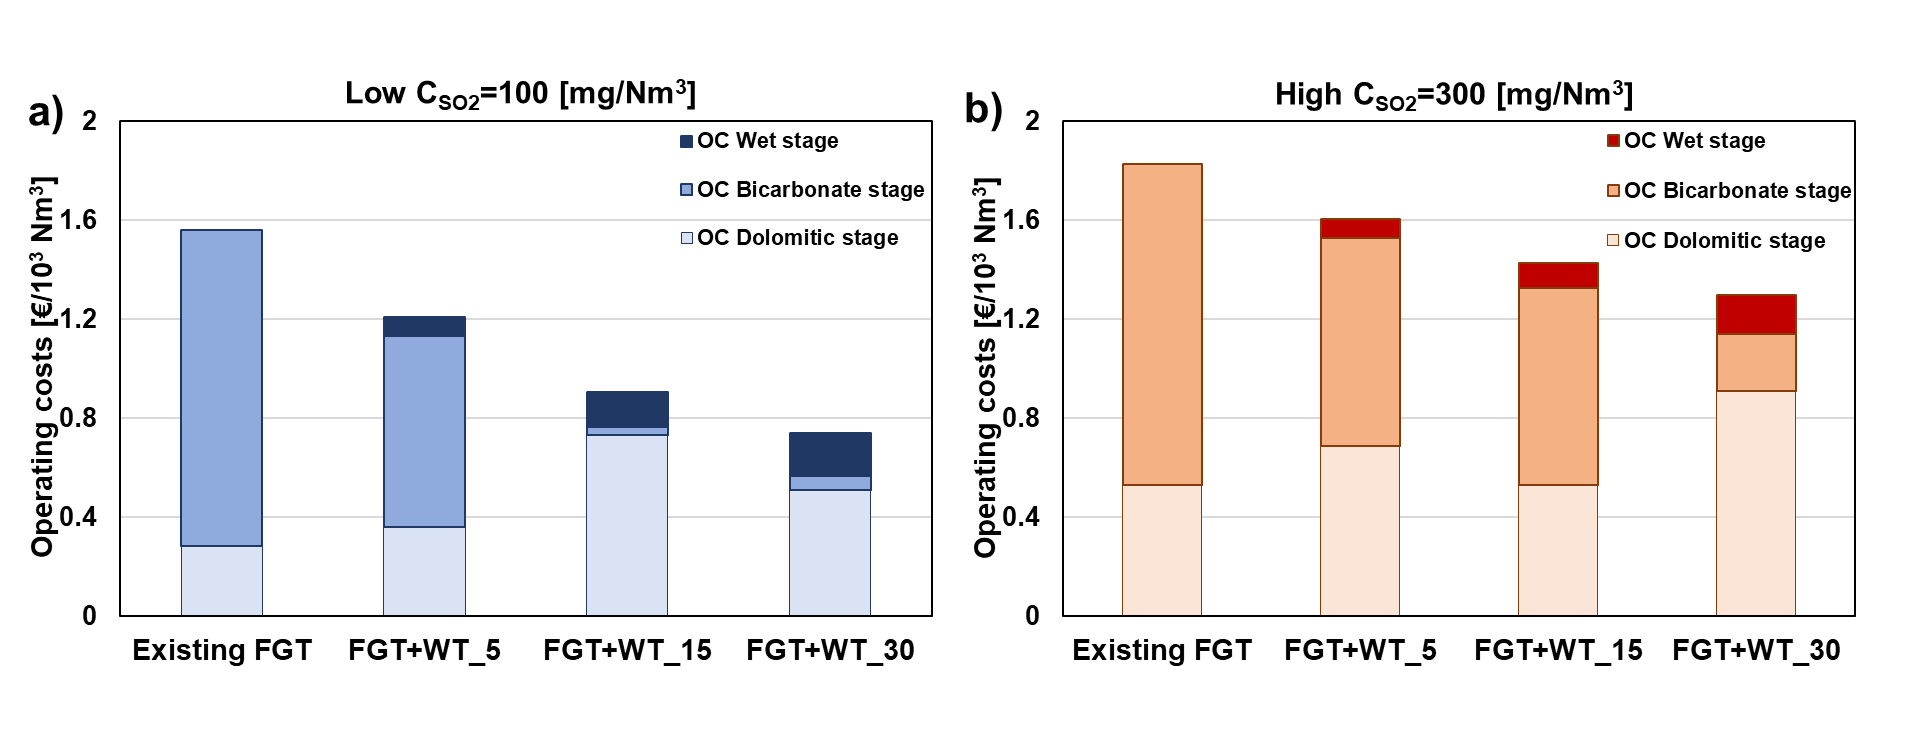 a)
Low C_SO2=100 [mg/Nm³]
Operating costs [€/10³ Nm³]
2
1.6
1.2
0.8
0.4
0
OC Wet stage
OC Bicarbonate stage
OC Dolomitic stage
Existing FGT
FGT+WT_5
FGT+WT_15
FGT+WT_30
b)
High C_SO2=300 [mg/Nm³]
Operating costs [€/10³ Nm³]
2
1.6
1.2
0.8
0.4
0
OC Wet stage
OC Bicarbonate stage
OC Dolomitic stage
Existing FGT
FGT+WT_5
FGT+WT_15
FGT+WT_30